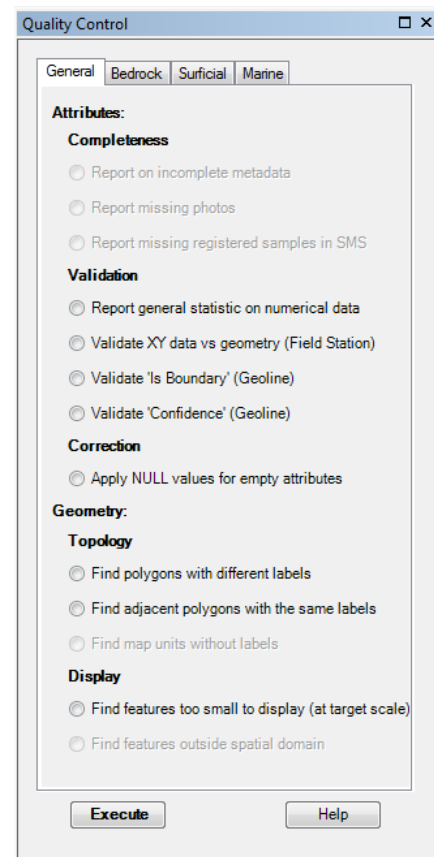 Quality Control
General Bedrock Surficial Marine
Attributes:
Completeness
Report on incomplete metadata
Report missing photos
Report missing registered samples in SMS
Validation
Report general statistic on numerical data
Validate XY data vs geometry (Field Station)
Validate 'Is Boundary' (Geoline)
Validate 'Confidence' (Geoline)
Correction
Apply NULL values for empty attributes
Geometry:
Topology
Find polygons with different labels
Find adjacent polygons with the same labels
Find map units without labels
Display
Find features too small to display (at target scale)
Find features outside spatial domain
Execute Help